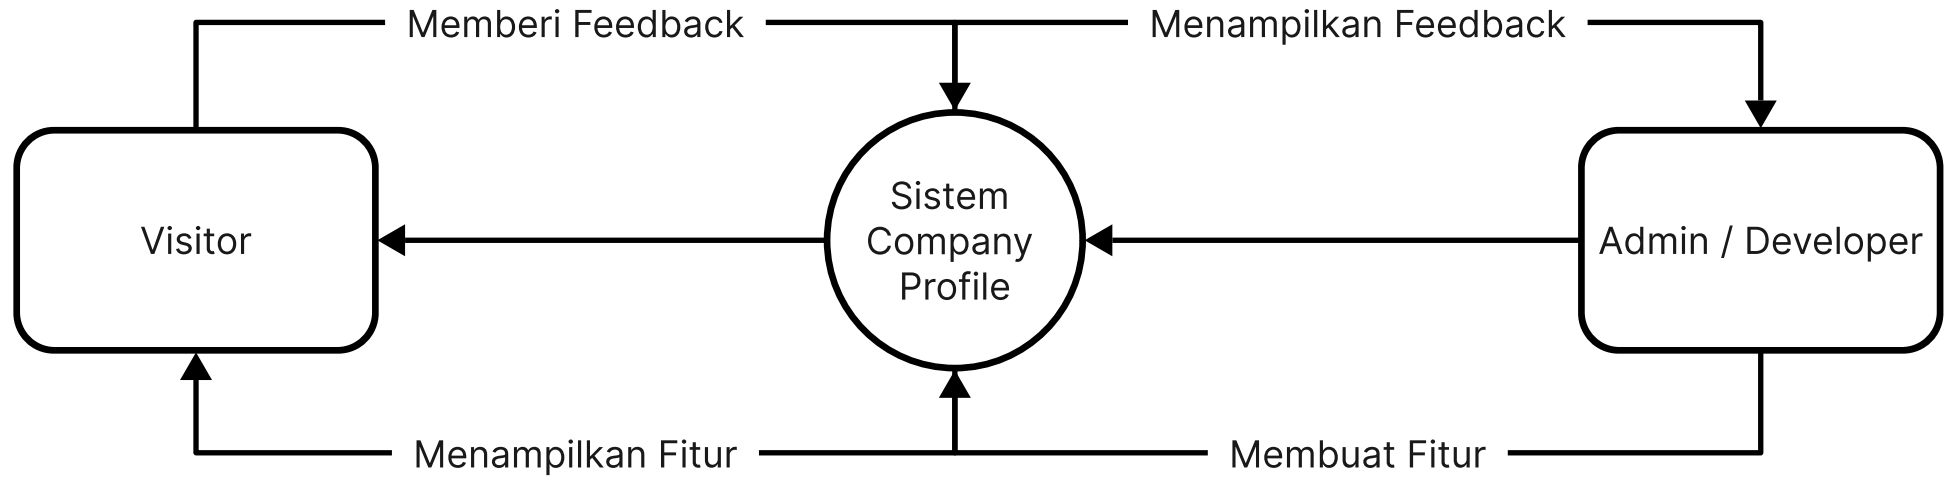 Memberi Feedback
Menampilkan Feedback
Visitor
Sistem
Company
Profile
Admin / Developer
Menampilkan Fitur
Membuat Fitur